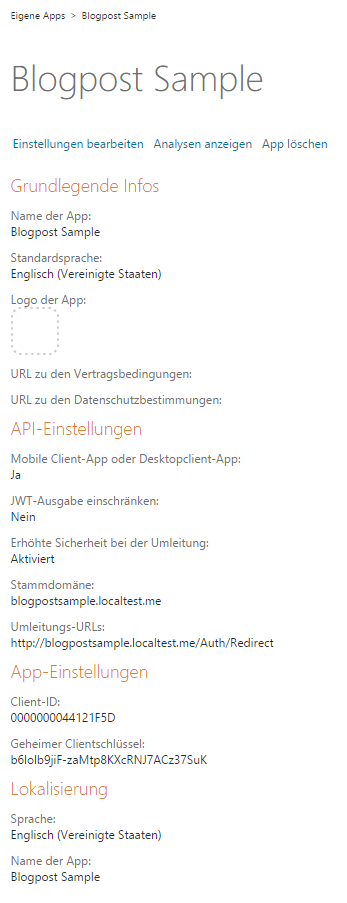 Eigene Apps > Blogpost Sample
Blogpost Sample
Einstellungen bearbeiten Analysen anzeigen App löschen
Grundlegende Infos
Name der App:
Blogpost Sample
Standardsprache:
Englisch (Vereinigte Staaten)
Logo der App:
URL zu den Vertragsbedingungen:
URL zu den Datenschutzbestimmungen:
API-Einstellungen
Mobile Client-App oder Desktopclient-App:
Ja
JWT-Ausgabe einschränken:
Nein
Erhöhte Sicherheit bei der Umleitung:
Aktiviert
Stammdomäne:
blogpostsample.localtest.me
Umleitungs-URLs:
http://blogpostsample.localtest.me/Auth/Redirect
App-Einstellungen
Client-ID:
0000000044121F5D
Geheimer Clientschlüssel:
b6lolb9jiF-zaMtp8KXcRNJ7ACz37SuK
Lokalisierung
Sprache:
Englisch (Vereinigte Staaten)
Name der App:
Blogpost Sample